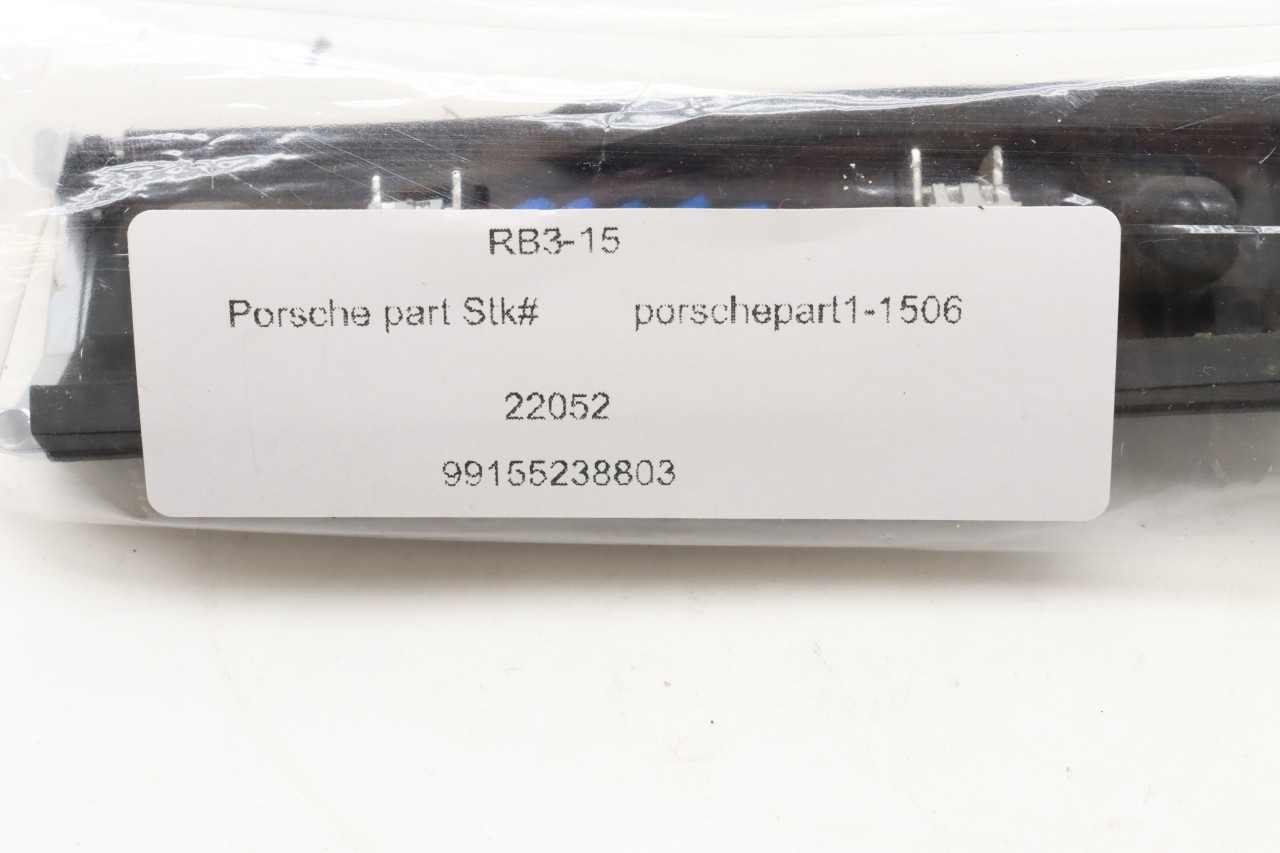 RB3-15
Porsche part Stk# porschepart1-1506
22052
99155238803